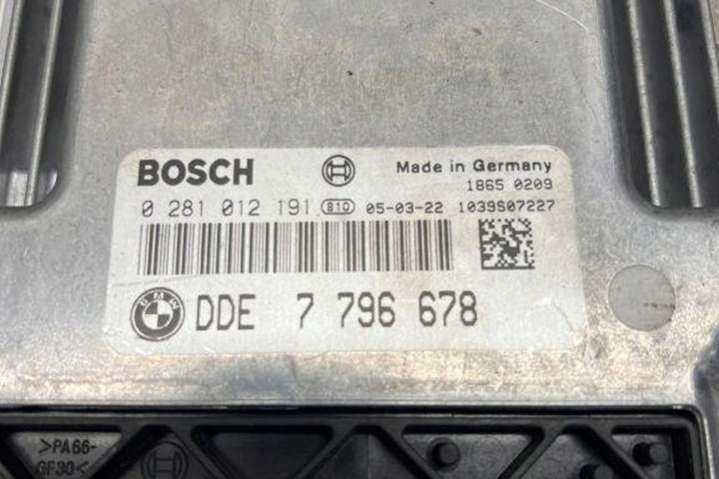 BOSCH Made in Germany
1865 0209
0 281 012 191 810 05-03-22 1039S07227
BMW DDE 7 796 678
>PA66-
GF30<